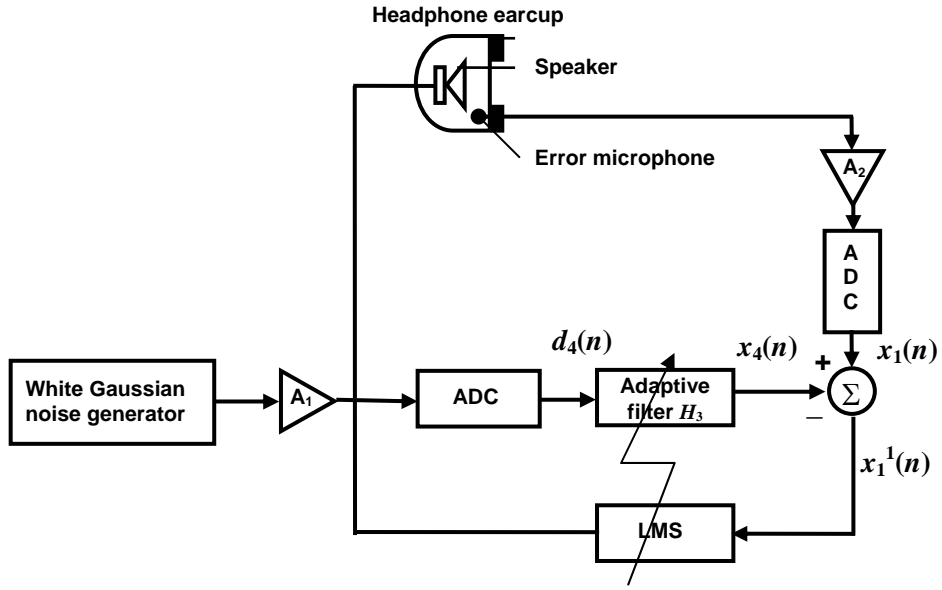 Headphone earcup
Speaker
Error microphone
A₂
A
D
C
d₄(n)
x₄(n)
+
x₁(n)
White Gaussian
noise generator
A₁
ADC
Adaptive
filter H₃
Σ
−
x₁¹(n)
LMS